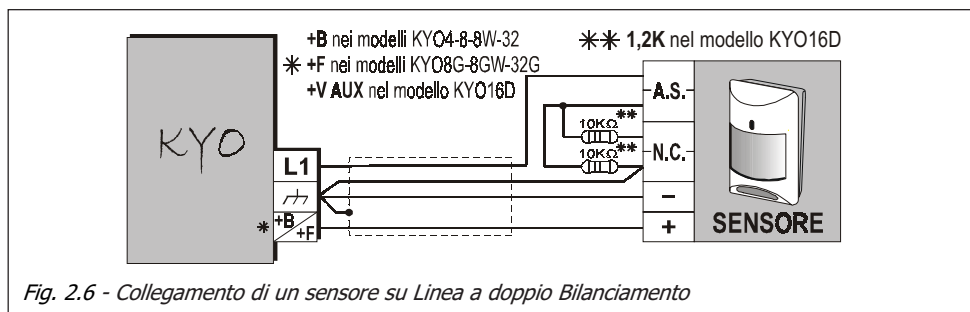 +B nei modelli KYO4-8-8W-32
✳ +F nei modelli KYO8G-8GW-32G
+V AUX nel modello KYO16D
✳✳ 1,2K nel modello KYO16D
KYO
L1
✳ +B
+F
A.S.
**
10KΩ
**
10KΩ
N.C.
–
+
SENSORE
Fig. 2.6 - Collegamento di un sensore su Linea a doppio Bilanciamento